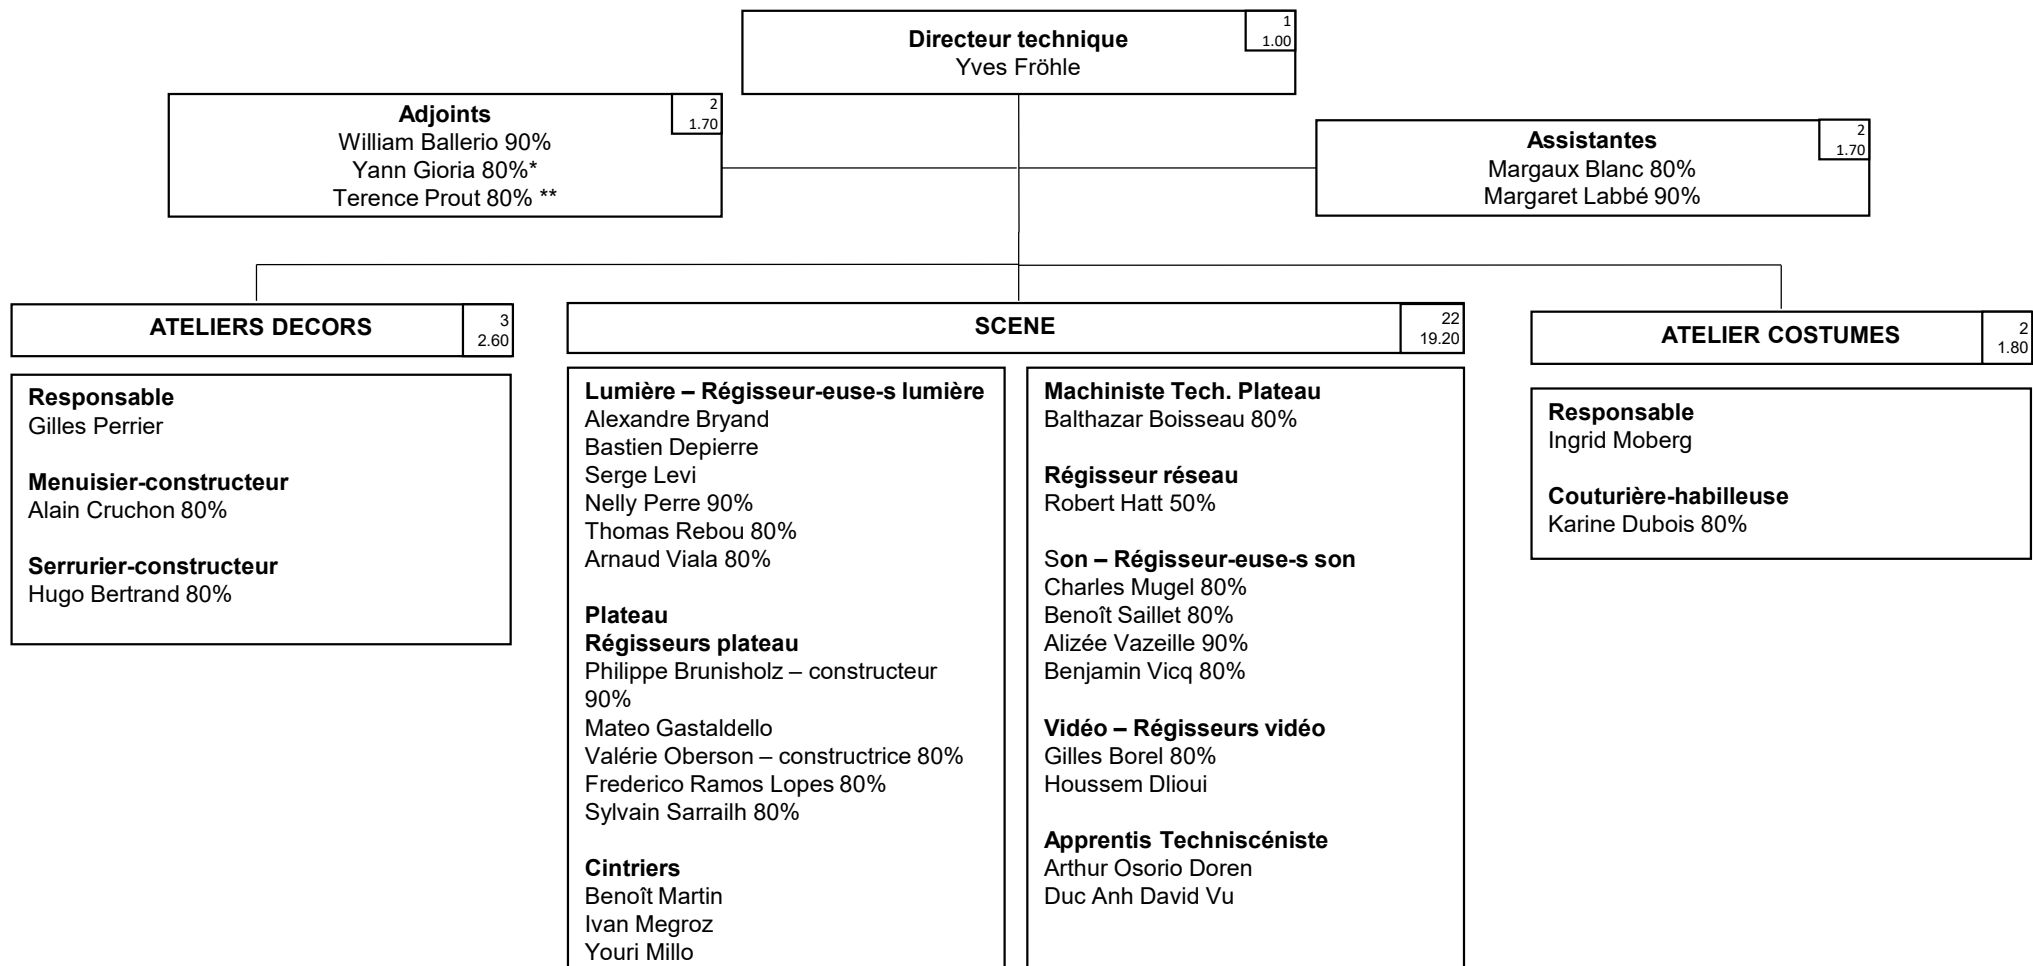 Directeur technique
Yves Fröhle
1
1.00
Adjoints
William Ballerio 90%
Yann Gioria 80%*
Terence Prout 80% **
2
1.70
Assistantes
Margaux Blanc 80%
Margaret Labbé 90%
2
1.70
ATELIERS DECORS
3
2.60
Responsable
Gilles Perrier
Menuisier-constructeur
Alain Cruchon 80%
Serrurier-constructeur
Hugo Bertrand 80%
SCENE
22
19.20
Lumière – Régisseur-euse-s lumière
Alexandre Bryand
Bastien Depierre
Serge Levi
Nelly Perre 90%
Thomas Rebou 80%
Arnaud Viala 80%
Plateau
Régisseurs plateau
Philippe Brunisholz – constructeur
90%
Mateo Gastaldello
Valérie Oberson – constructrice 80%
Frederico Ramos Lopes 80%
Sylvain Sarrailh 80%
Cintriers
Benoît Martin
Ivan Megroz
Youri Millo
Machiniste Tech. Plateau
Balthazar Boisseau 80%
Régisseur réseau
Robert Hatt 50%
Son – Régisseur-euse-s son
Charles Mugel 80%
Benoît Saillet 80%
Alizée Vazeille 90%
Benjamin Vicq 80%
Vidéo – Régisseurs vidéo
Gilles Borel 80%
Houssem Dlioui
Apprentis Techniscéniste
Arthur Osorio Doren
Duc Anh David Vu
ATELIER COSTUMES
2
1.80
Responsable
Ingrid Moberg
Couturière-habilleuse
Karine Dubois 80%